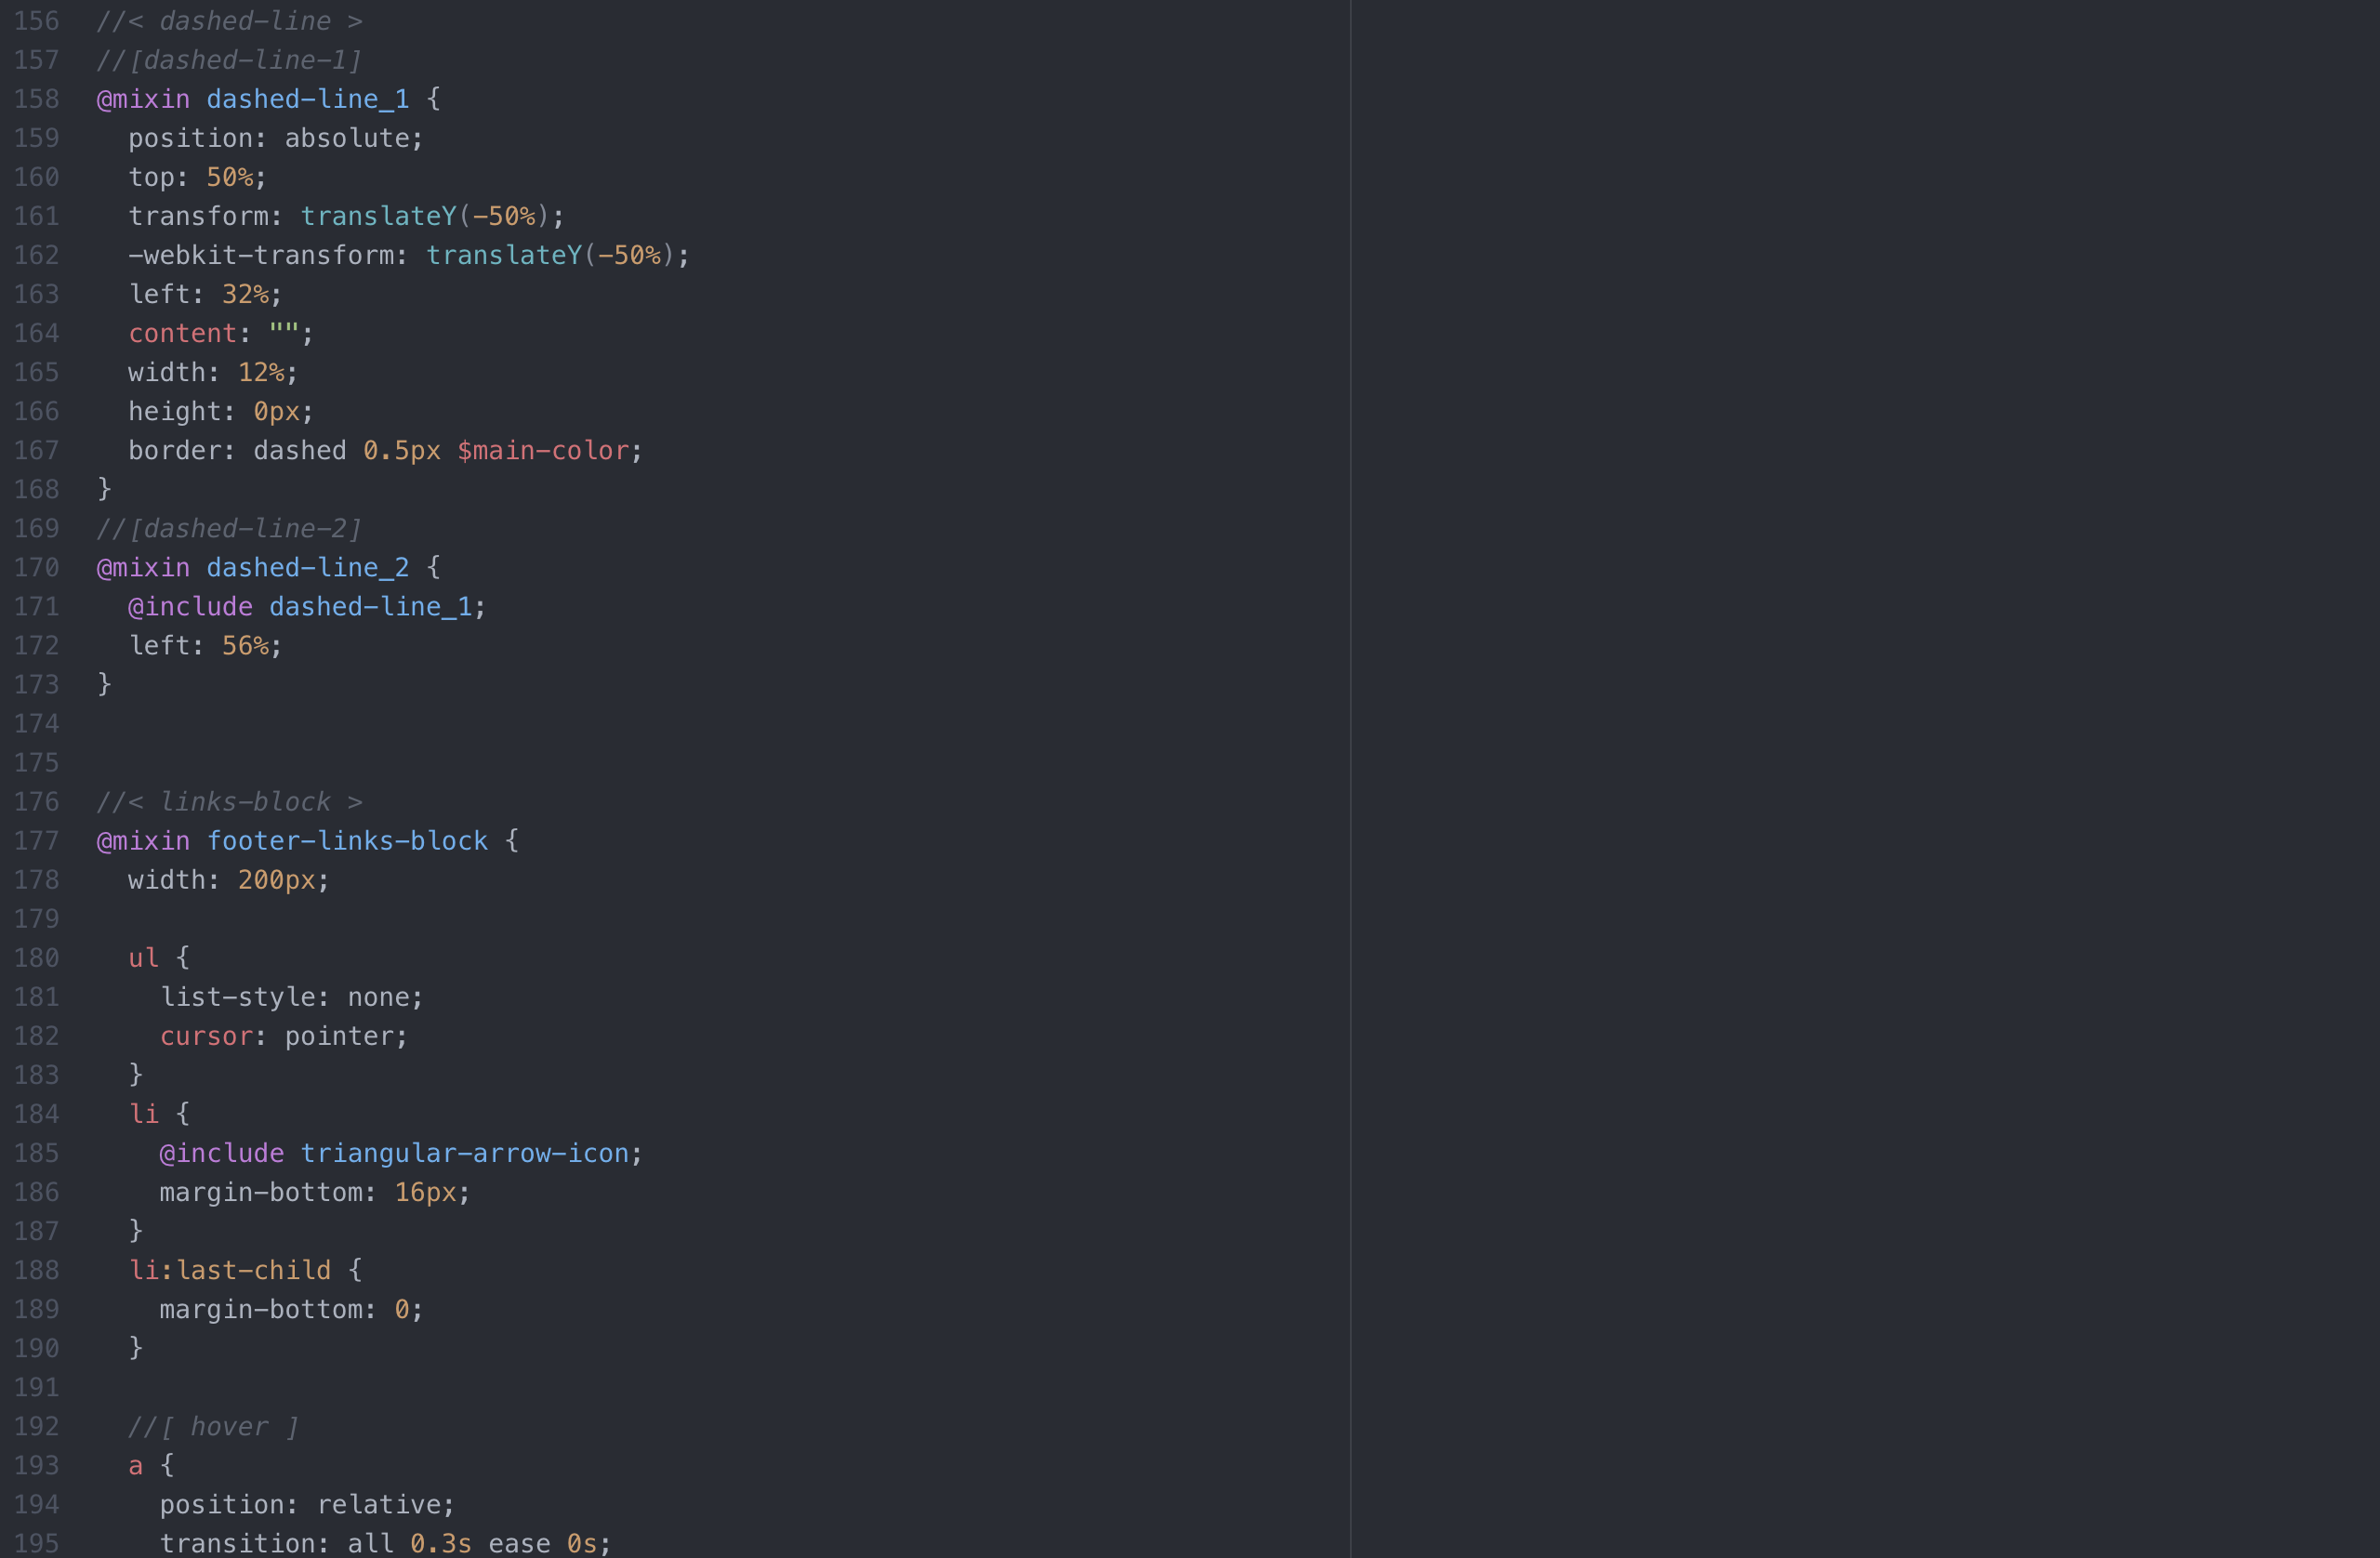 156 //< dashed-line >
157 //[dashed-line-1]
158 @mixin dashed-line_1 {
159   position: absolute;
160   top: 50%;
161   transform: translateY(-50%);
162   -webkit-transform: translateY(-50%);
163   left: 32%;
164   content: "";
165   width: 12%;
166   height: 0px;
167   border: dashed 0.5px $main-color;
168 }
169 //[dashed-line-2]
170 @mixin dashed-line_2 {
171   @include dashed-line_1;
172   left: 56%;
173 }
174
175
176 //< links-block >
177 @mixin footer-links-block {
178   width: 200px;
179
180   ul {
181     list-style: none;
182     cursor: pointer;
183   }
184   li {
185     @include triangular-arrow-icon;
186     margin-bottom: 16px;
187   }
188   li:last-child {
189     margin-bottom: 0;
190   }
191
192   //[ hover ]
193   a {
194     position: relative;
195     transition: all 0.3s ease 0s;